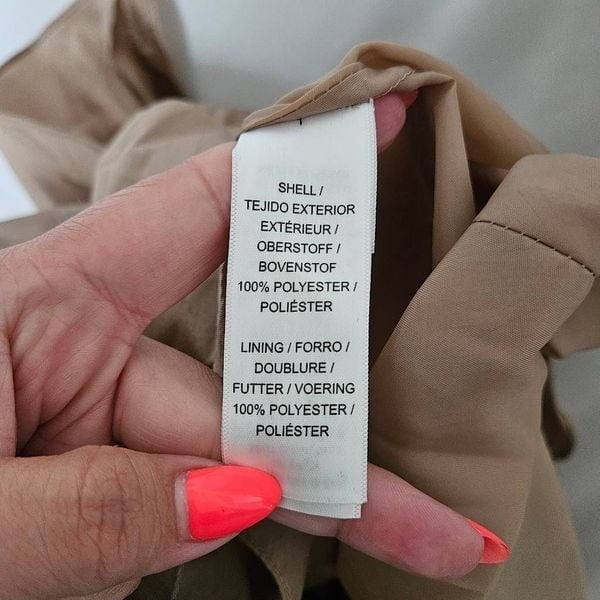 SHELL /
TEJIDO EXTERIOR
EXTÉRIEUR /
OBERSTOFF /
BOVENSTOF
100% POLYESTER /
POLIÉSTER
LINING / FORRO /
DOUBLURE /
FUTTER / VOERING
100% POLYESTER /
POLIÉSTER